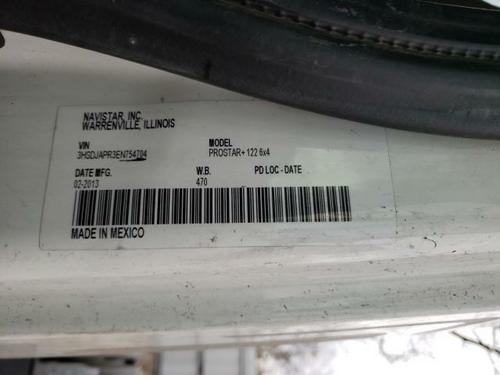 NAVISTAR, INC.
WARRENVILLE, ILLINOIS
VIN MODEL
3HSDJAPR3EN754704 PROSTAR+ 122 6x4
DATE MFG. W.B. PD LOC - DATE
02-2013 470
MADE IN MEXICO